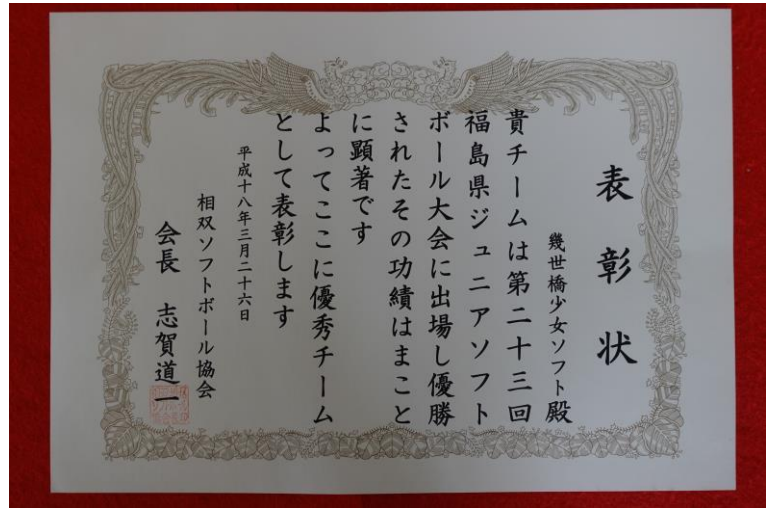 表彰状
幾世橋少女ソフト殿
貴チームは第二十三回
福島県ジュニアソフト
ボール大会に出場し優勝
されたその功績はまこと
に顕著です
よってここに優秀チーム
として表彰します
平成十八年三月二十六日
相双ソフトボール協会
会長 志賀道一